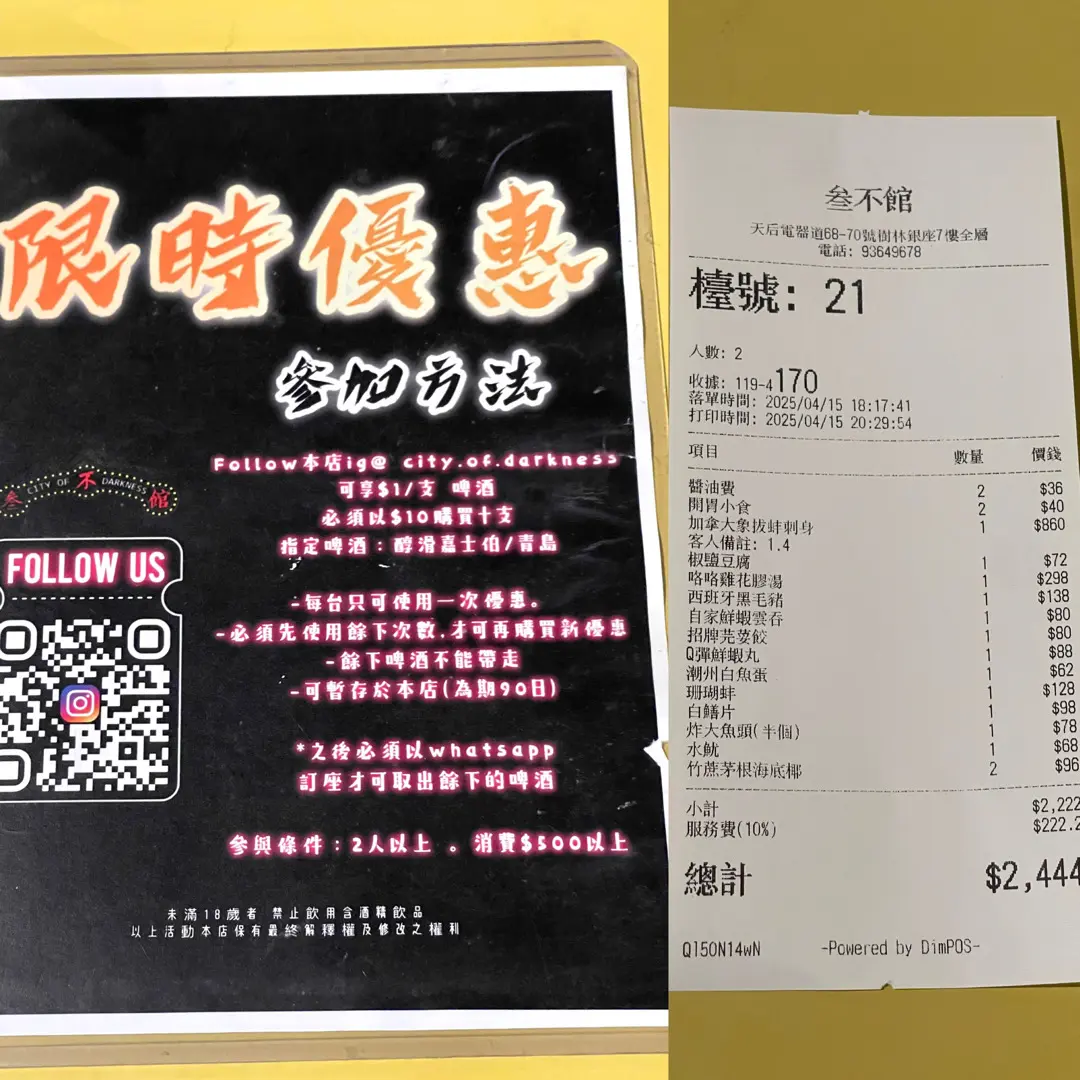 限時優惠
參加方法
Follow本店ig@ city.of.darkness
可享$1/支 啤酒
必須以$10購買十支
指定啤酒：醇滑嘉士伯/青島
-每台只可使用一次優惠。
-必須先使用餘下次數,才可再購買新優惠
-餘下啤酒不能帶走
-可暫存於本店(為期90日)
*之後必須以whatsapp
訂座才可取出餘下的啤酒
參與條件：2人以上 。消費$500以上
未滿18歲者 禁止飲用含酒精飲品
以上活動本店保有最終解釋權及修改之權利
叁 CITY OF 不 DARKNESS 館
FOLLOW US
叁不館
天后電器道68-70號樹林銀座7樓全層
電話: 93649678
檯號: 21
人數: 2
收據: 119-4170
落單時間: 2025/04/15 18:17:41
打印時間: 2025/04/15 20:29:54
項目 數量 價錢
醬油費 2 $36
開胃小食 2 $40
加拿大象拔蚌刺身 1 $860
客人備註: 1.4
椒鹽豆腐 1 $72
咯咯雞花膠湯 1 $298
西班牙黑毛豬 1 $138
自家鮮蝦雲吞 1 $80
招牌芫荽餃 1 $80
Q彈鮮蝦丸 1 $88
潮州白魚蛋 1 $62
珊瑚蚌 1 $128
白鱔片 1 $98
炸大魚頭(半個) 1 $78
水魷 1 $68
竹蔗茅根海底椰 2 $96
小計 $2,222
服務費(10%) $222.2
總計 $2,444
Q150N14wN -Powered by DimPOS-